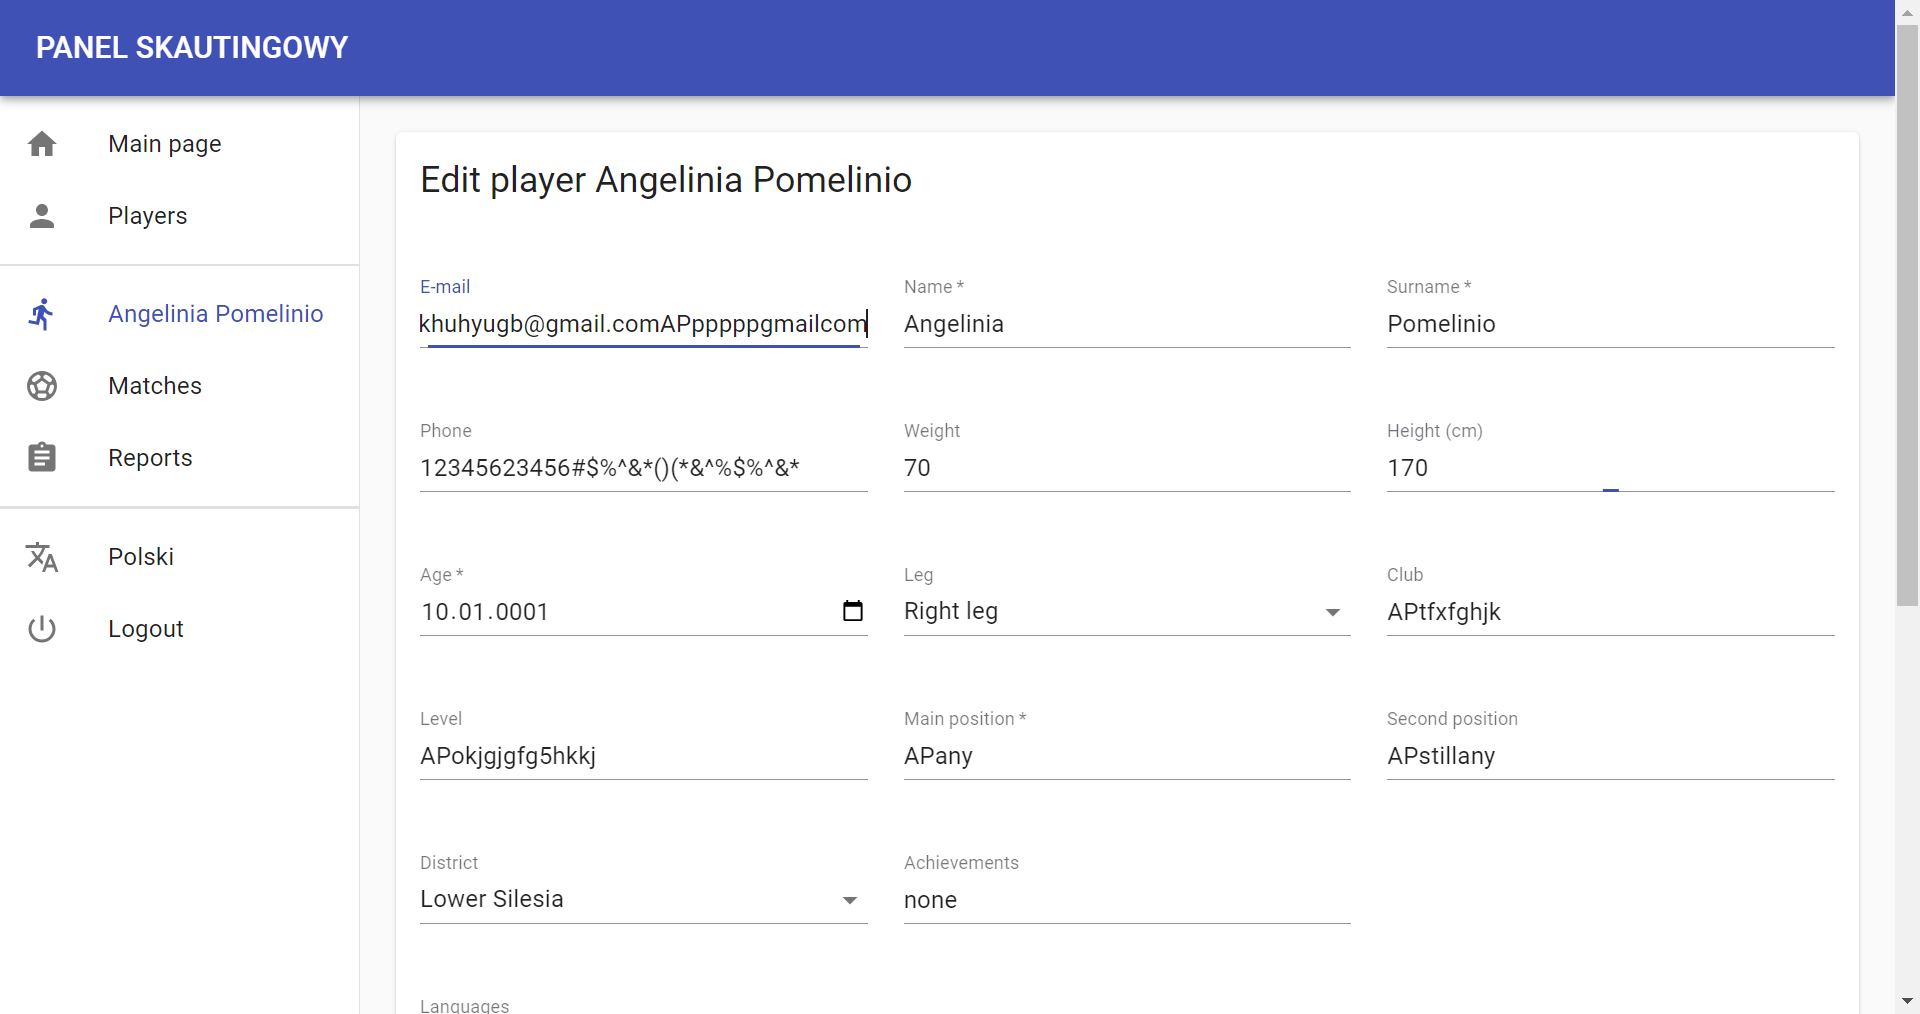 PANEL SKAUTINGOWY
Main page
Players
Angelinia Pomelinio
Matches
Reports
Polski
Logout
Edit player Angelinia Pomelinio
E-mail
Name *
Surname *
khuhyugb@gmail.comAPppppppgmailcom
Angelinia
Pomelinio
Phone
Weight
Height (cm)
12345623456#$%^&*()(*&^%$%^&*
70
170
Age *
Leg
Club
10.01.0001
Right leg
APtfxfghjk
Level
Main position *
Second position
APokjgjgfg5hkkj
APany
APstillany
District
Achievements
Lower Silesia
none
Languages